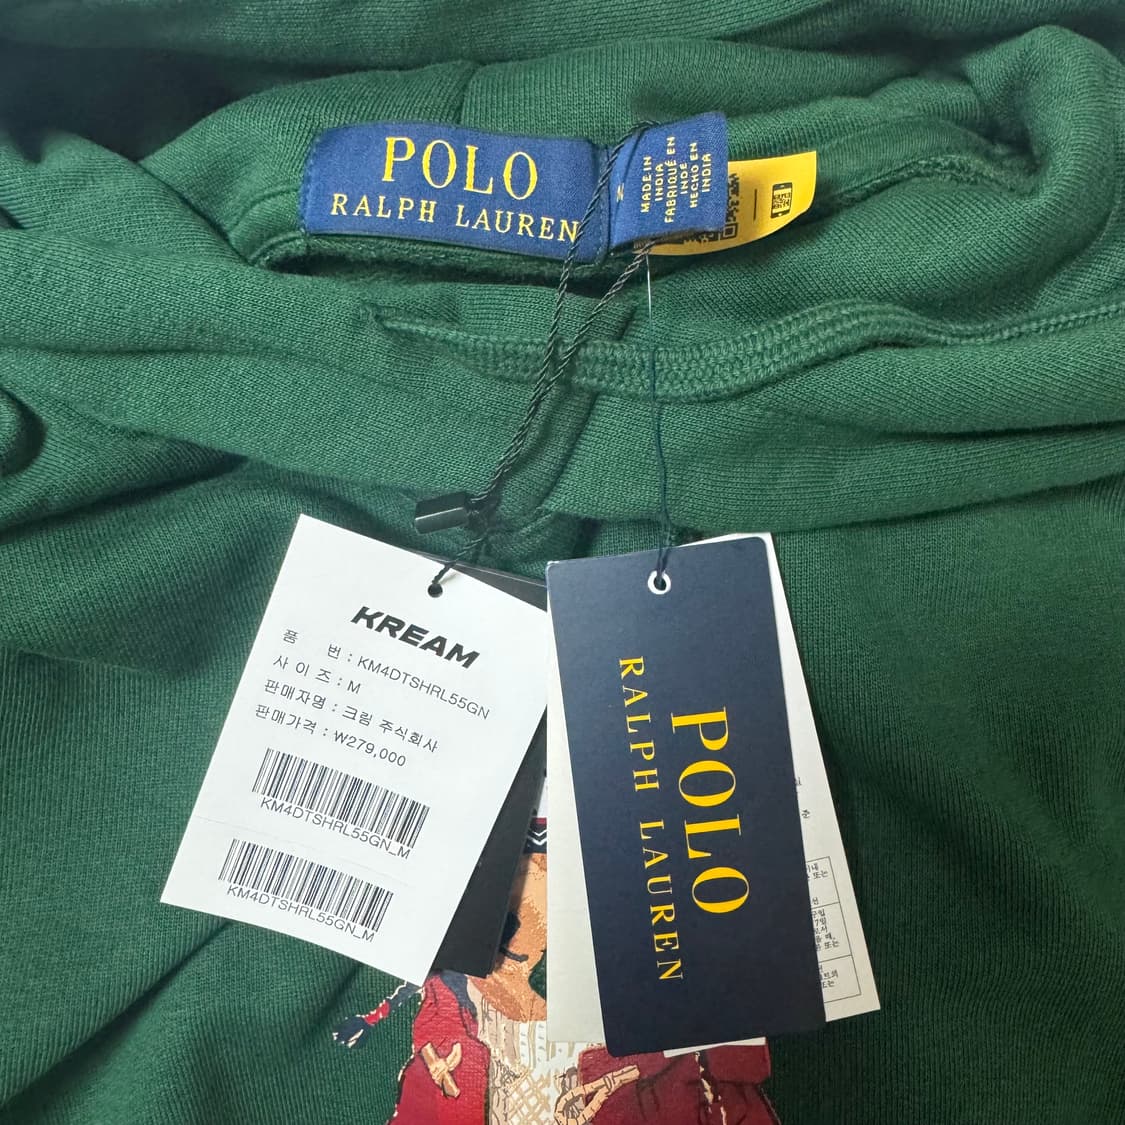 POLO
RALPH LAUREN
MADE IN
INDIA
FABRIQUÉ EN
INDE
HECHO EN
INDIA
KREAM
품 번 : KM4DTSHRL55GN
사 이 즈 : M
판매자명 : 크림 주식회사
판매가격 : ₩279,000
KM4DTSHRL55GN_M
KM4DTSHRL55GN_M
POLO
RALPH LAUREN